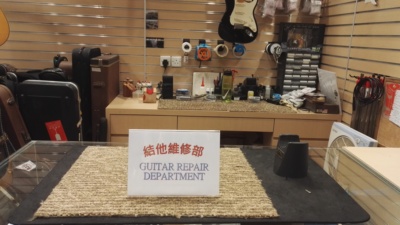 結他維修部
GUITAR REPAIR
DEPARTMENT